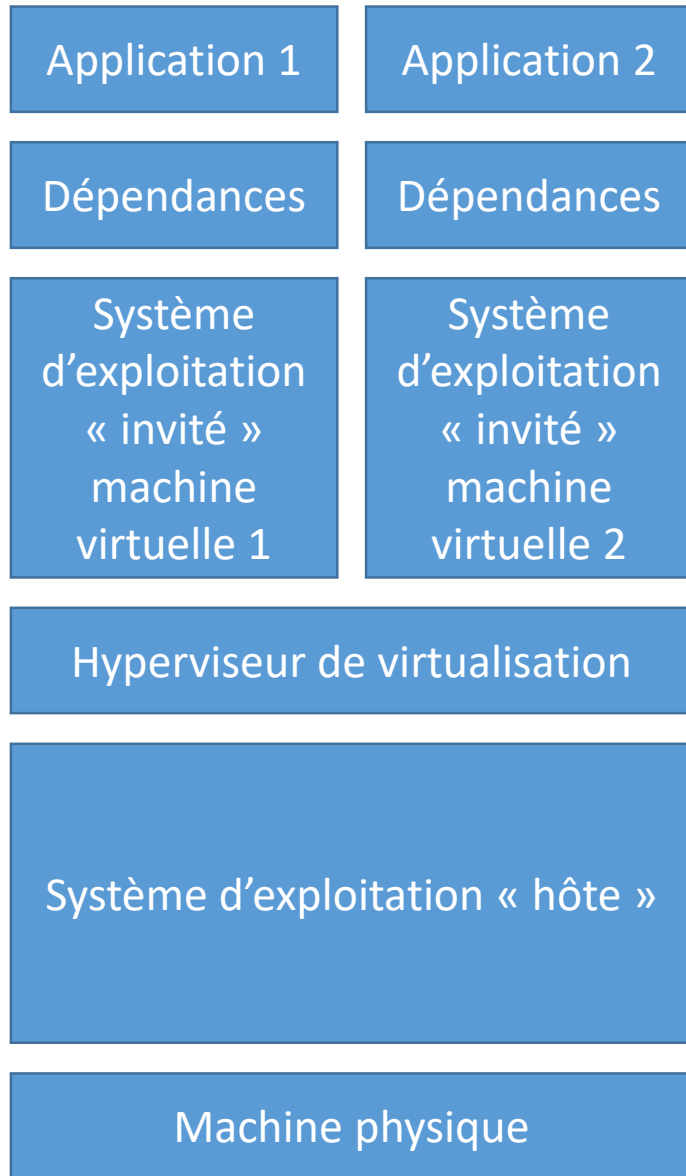 Application 1
Application 2
Dépendances
Dépendances
Système
d’exploitation
« invité »
machine
virtuelle 1
Système
d’exploitation
« invité »
machine
virtuelle 2
Hyperviseur de virtualisation
Système d’exploitation « hôte »
Machine physique